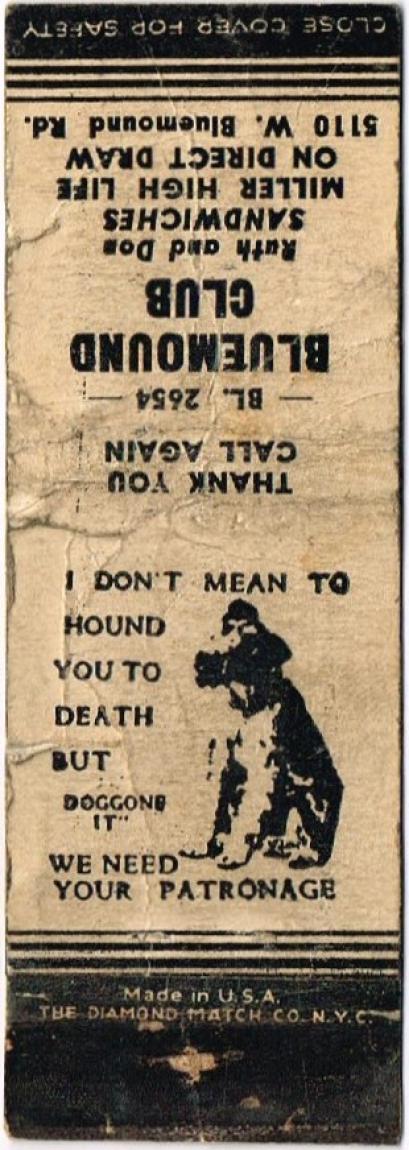 CLOSE COVER FOR SAFETY
5110 W. Bluemound Rd.
ON DIRECT DRAW
MILLER HIGH LIFE
SANDWICHES
Ruth and Don
CLUB
BLUEMOUND
— BL. 2654 —
CALL AGAIN
THANK YOU
I DON'T MEAN TO
HOUND
YOU TO
DEATH
BUT
DOGGONE
IT"
WE NEED
YOUR PATRONAGE
Made in U.S.A.
THE DIAMOND MATCH CO. N.Y.C.